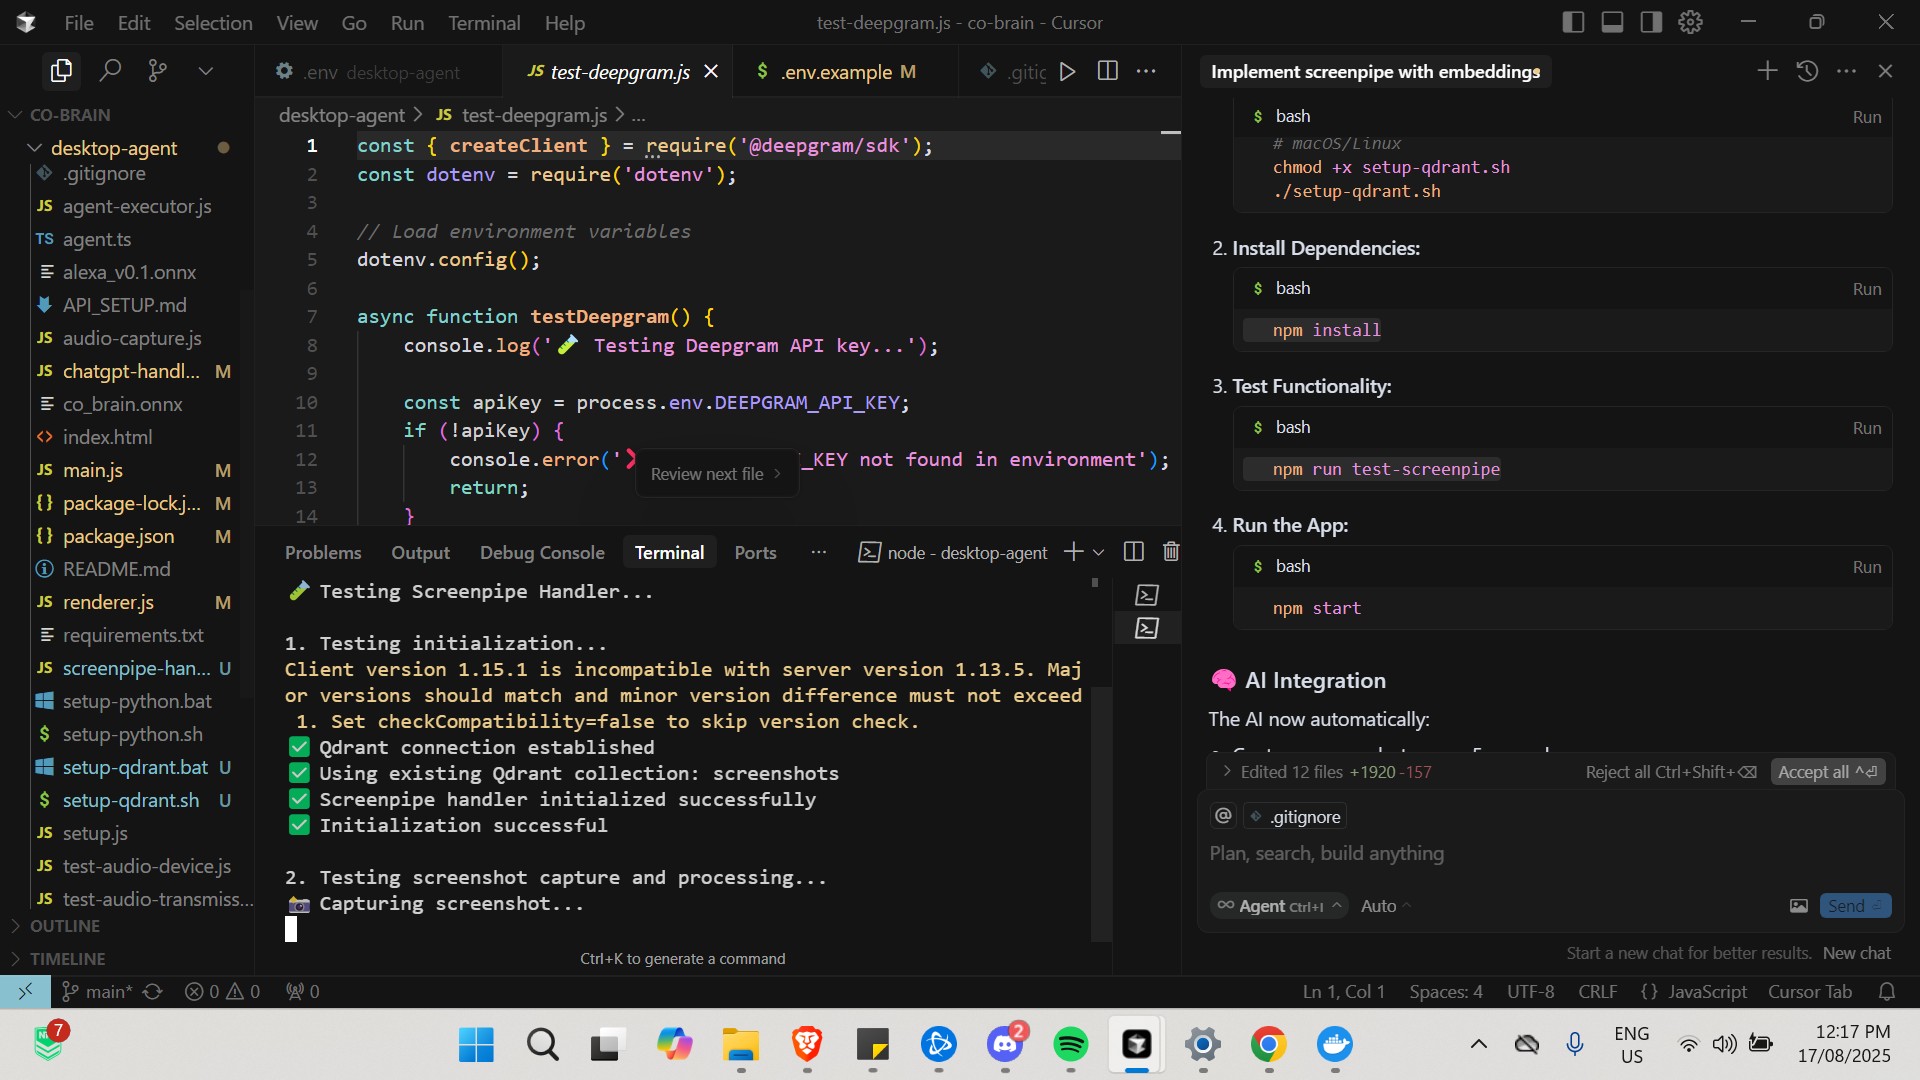 File Edit Selection View Go Run Terminal Help
test-deepgram.js - co-brain - Cursor
.env desktop-agent
JS test-deepgram.js
$ .env.example M
.gitig
desktop-agent > JS test-deepgram.js > ...
CO-BRAIN
desktop-agent
.gitignore
JS agent-executor.js
TS agent.ts
alexa_v0.1.onnx
API_SETUP.md
JS audio-capture.js
JS chatgpt-handl... M
co_brain.onnx
<> index.html
JS main.js M
{} package-lock.j... M
{} package.json M
README.md
JS renderer.js M
requirements.txt
JS screenpipe-han... U
setup-python.bat
$ setup-python.sh
setup-qdrant.bat U
$ setup-qdrant.sh U
JS setup.js
JS test-audio-device.js
JS test-audio-transmiss...
OUTLINE
TIMELINE
1 const { createClient } = require('@deepgram/sdk');
2 const dotenv = require('dotenv');
3
4 // Load environment variables
5 dotenv.config();
6
7 async function testDeepgram() {
8 console.log('🧪 Testing Deepgram API key...');
9
10 const apiKey = process.env.DEEPGRAM_API_KEY;
11 if (!apiKey) {
12 console.error('❌ _KEY not found in environment');
Review next file >
13 return;
14 }
Problems Output Debug Console Terminal Ports ... node - desktop-agent
🧪 Testing Screenpipe Handler...
1. Testing initialization...
Client version 1.15.1 is incompatible with server version 1.13.5. Maj
or versions should match and minor version difference must not exceed
1. Set checkCompatibility=false to skip version check.
✅ Qdrant connection established
✅ Using existing Qdrant collection: screenshots
✅ Screenpipe handler initialized successfully
✅ Initialization successful
2. Testing screenshot capture and processing...
📸 Capturing screenshot...
Ctrl+K to generate a command
Implement screenpipe with embeddings
$ bash Run
# macOS/Linux
chmod +x setup-qdrant.sh
./setup-qdrant.sh
2. Install Dependencies:
$ bash Run
npm install
3. Test Functionality:
$ bash Run
npm run test-screenpipe
4. Run the App:
$ bash Run
npm start
🧠 AI Integration
The AI now automatically:
> Edited 12 files +1920 -157 Reject all Ctrl+Shift+⌫ Accept all ^⏎
@ .gitignore
Plan, search, build anything
∞ Agent Ctrl+I Auto
Send
Start a new chat for better results. New chat
main* 0 0 0
Ln 1, Col 1 Spaces: 4 UTF-8 CRLF {} JavaScript Cursor Tab
7
2
ENG
US
12:17 PM
17/08/2025